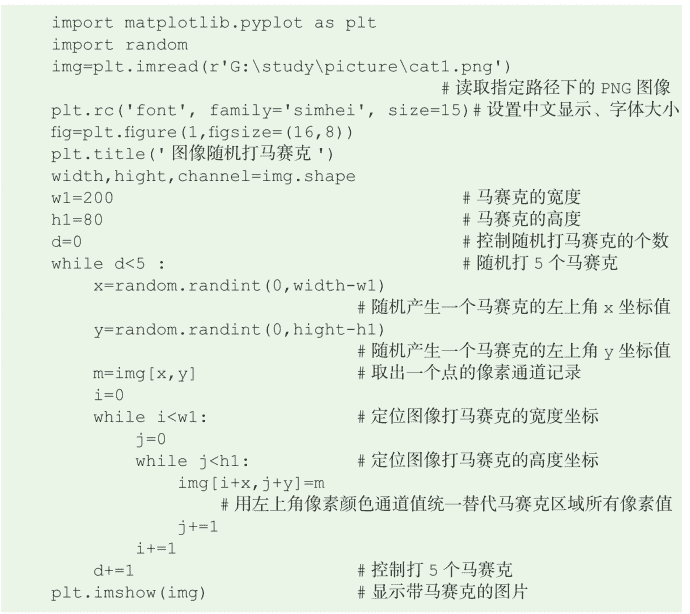 import matplotlib.pyplot as plt
import random
img=plt.imread(r'G:\study\picture\cat1.png')
#读取指定路径下的 PNG 图像
plt.rc('font', family='simhei', size=15)#设置中文显示、字体大小
fig=plt.figure(1,figsize=(16,8))
plt.title('图像随机打马赛克')
width,hight,channel=img.shape
w1=200 #马赛克的宽度
h1=80 #马赛克的高度
d=0 #控制随机打马赛克的个数
while d<5 : #随机打 5 个马赛克
    x=random.randint(0,width-w1)
#随机产生一个马赛克的左上角 x 坐标值
    y=random.randint(0,hight-h1)
#随机产生一个马赛克的左上角 y 坐标值
    m=img[x,y] #取出一个点的像素通道记录
    i=0
    while i<w1: #定位图像打马赛克的宽度坐标
        j=0
        while j<h1: #定位图像打马赛克的高度坐标
            img[i+x,j+y]=m
#用左上角像素颜色通道值统一替代马赛克区域所有像素值
            j+=1
        i+=1
    d+=1 #控制打 5 个马赛克
plt.imshow(img) #显示带马赛克的图片